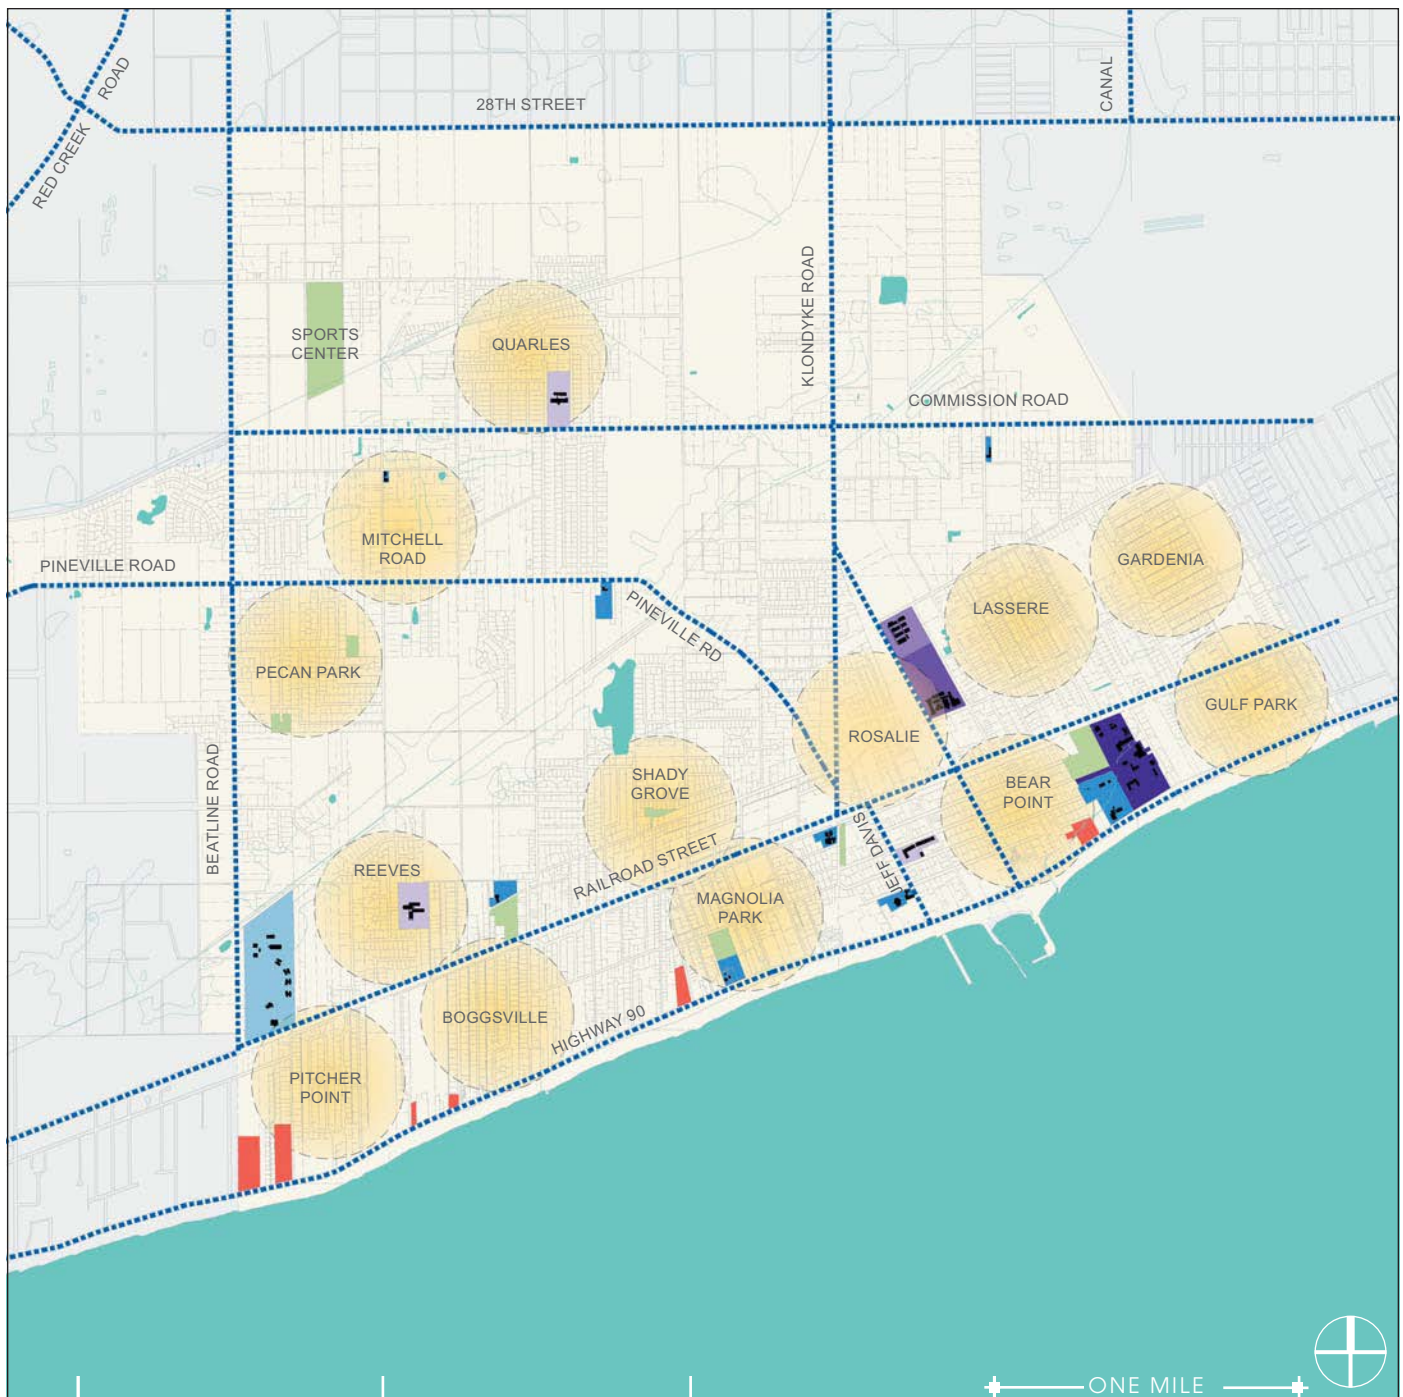 ROAD
RED CREEK
28TH STREET
CANAL
KLONDYKE ROAD
SPORTS
CENTER
QUARLES
COMMISSION ROAD
MITCHELL
ROAD
PINEVILLE ROAD
GARDENIA
LASSERE
PINEVILLE RD
PECAN PARK
GULF PARK
ROSALIE
BEATLINE ROAD
SHADY
GROVE
BEAR
POINT
JEFF DAVIS
RAILROAD STREET
REEVES
MAGNOLIA
PARK
BOGGSVILLE
HIGHWAY 90
PITCHER
POINT
ONE MILE